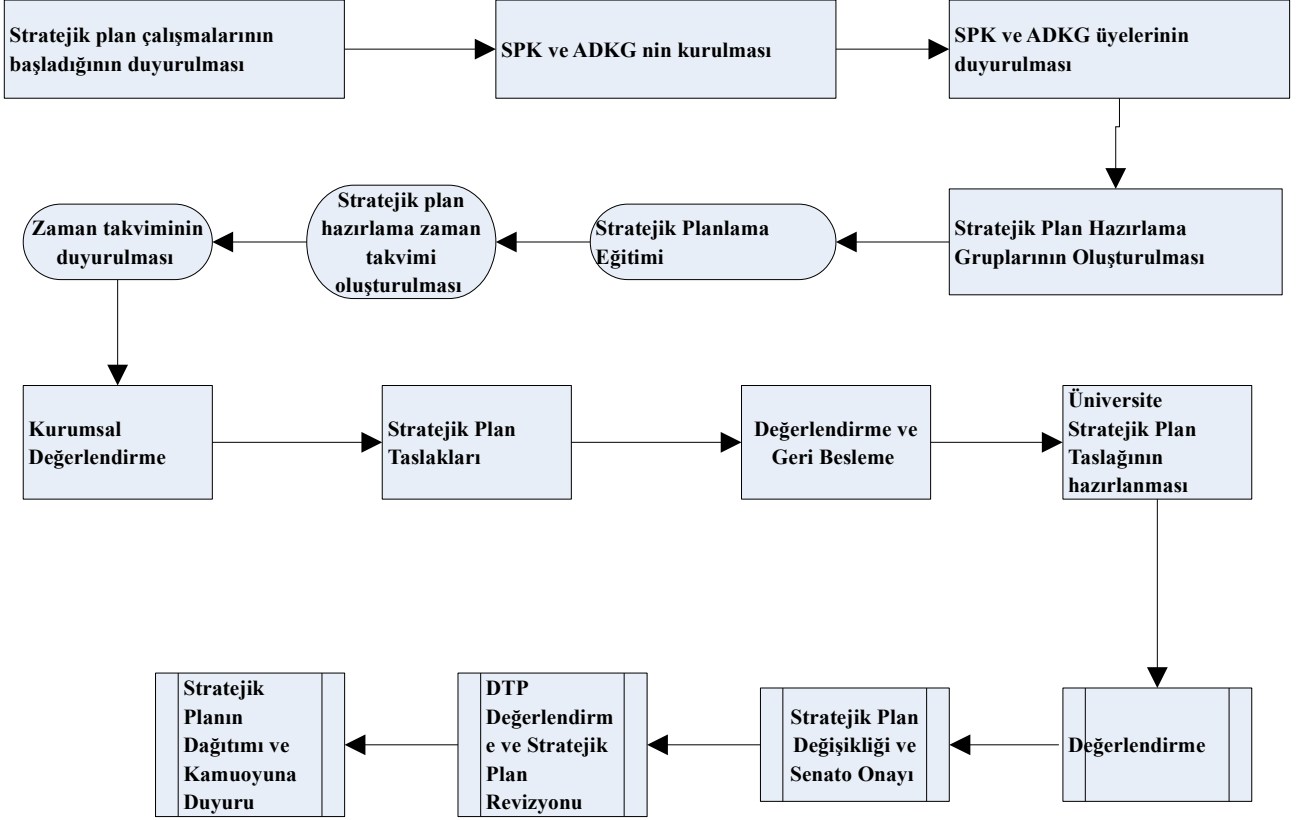 Stratejik plan çalışmalarının
başladığının duyurulması
SPK ve ADKG nin kurulması
SPK ve ADKG üyelerinin
duyurulması
Stratejik Plan Hazırlama
Gruplarının Oluşturulması
Stratejik Planlama
Eğitimi
Stratejik plan
hazırlama zaman
takvimi
oluşturulması
Zaman takviminin
duyurulması
Kurumsal
Değerlendirme
Stratejik Plan
Taslakları
Değerlendirme ve
Geri Besleme
Üniversite
Stratejik Plan
Taslağının
hazırlanması
Değerlendirme
Stratejik Plan
Değişikliği ve
Senato Onayı
DTP
Değerlendirm
e ve Stratejik
Plan
Revizyonu
Stratejik
Planın
Dağıtımı ve
Kamuoyuna
Duyuru